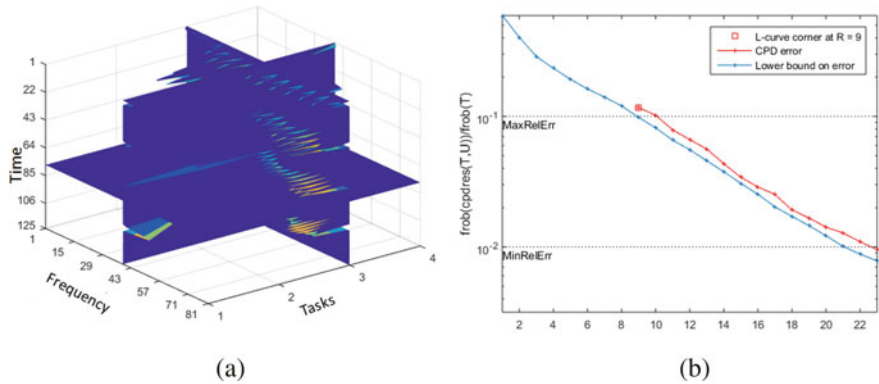 1
22
43
64
85
106
125
Time
1
15
29
43
57
71
81
Frequency
1
2
3
4
Tasks
(a)
frob(cpdres(T,U))/frob(T)
10^-1
10^-2
MaxRelErr
MinRelErr
L-curve corner at R = 9
CPD error
Lower bound on error
2 4 6 8 10 12 14 16 18 20 22
(b)